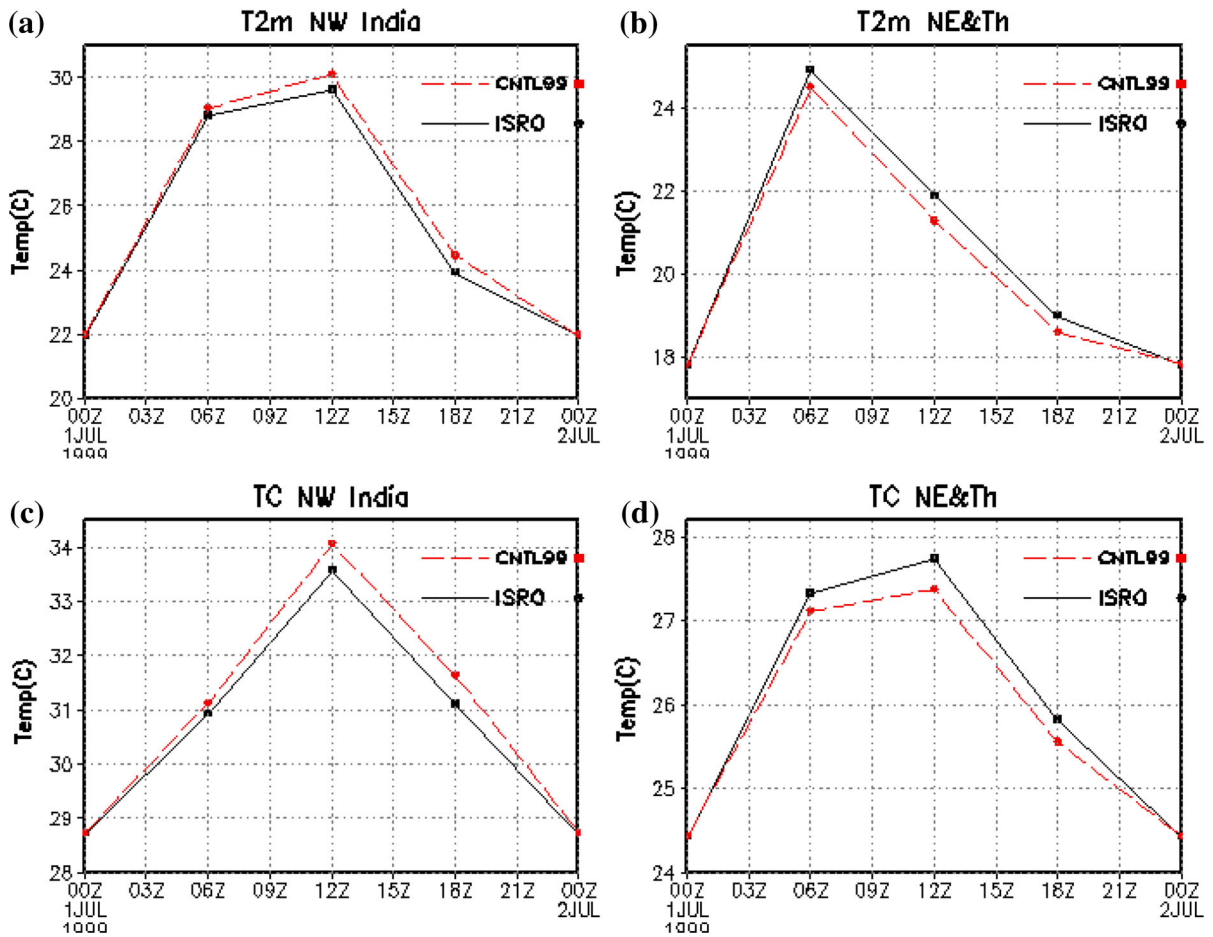 (a) T2m NW India
30
28
26
24
22
20
Temp(C)
CNTL99
ISRO
00Z 03Z 06Z 09Z 12Z 15Z 18Z 21Z 00Z
1JUL 2JUL
1999
(b) T2m NE&Th
24
22
20
18
Temp(C)
CNTL99
ISRO
00Z 03Z 06Z 09Z 12Z 15Z 18Z 21Z 00Z
1JUL 2JUL
1999
(c) TC NW India
34
33
32
31
30
29
28
Temp(C)
CNTL99
ISRO
00Z 03Z 06Z 09Z 12Z 15Z 18Z 21Z 00Z
1JUL 2JUL
1999
(d) TC NE&Th
28
27
26
25
24
Temp(C)
CNTL99
ISRO
00Z 03Z 06Z 09Z 12Z 15Z 18Z 21Z 00Z
1JUL 2JUL
1999